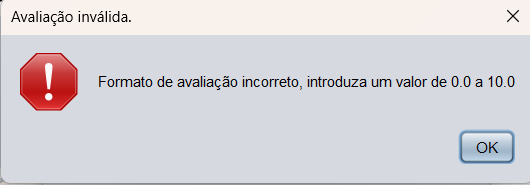 Avaliação inválida.
Formato de avaliação incorreto, introduza um valor de 0.0 a 10.0
OK